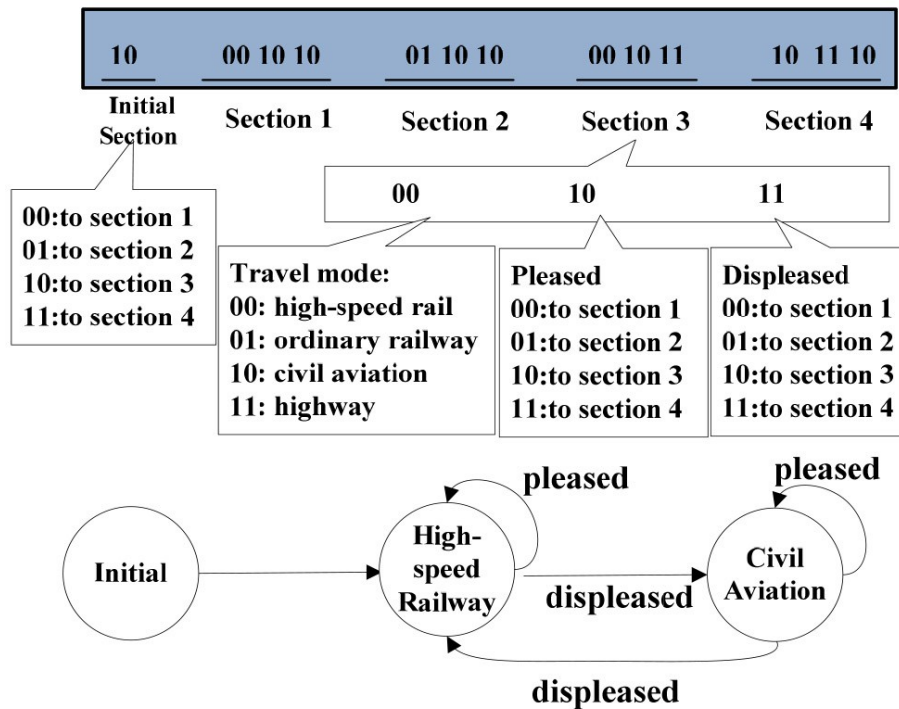 10 00 10 10 01 10 10 00 10 11 10 11 10
Initial Section
Section 1
Section 2
Section 3
Section 4
00 10 11
00:to section 1
01:to section 2
10:to section 3
11:to section 4
Travel mode:
00: high-speed rail
01: ordinary railway
10: civil aviation
11: highway
Pleased
00:to section 1
01:to section 2
10:to section 3
11:to section 4
Displeased
00:to section 1
01:to section 2
10:to section 3
11:to section 4
pleased
pleased
Initial
High-
speed
Railway
displeased
Civil
Aviation
displeased